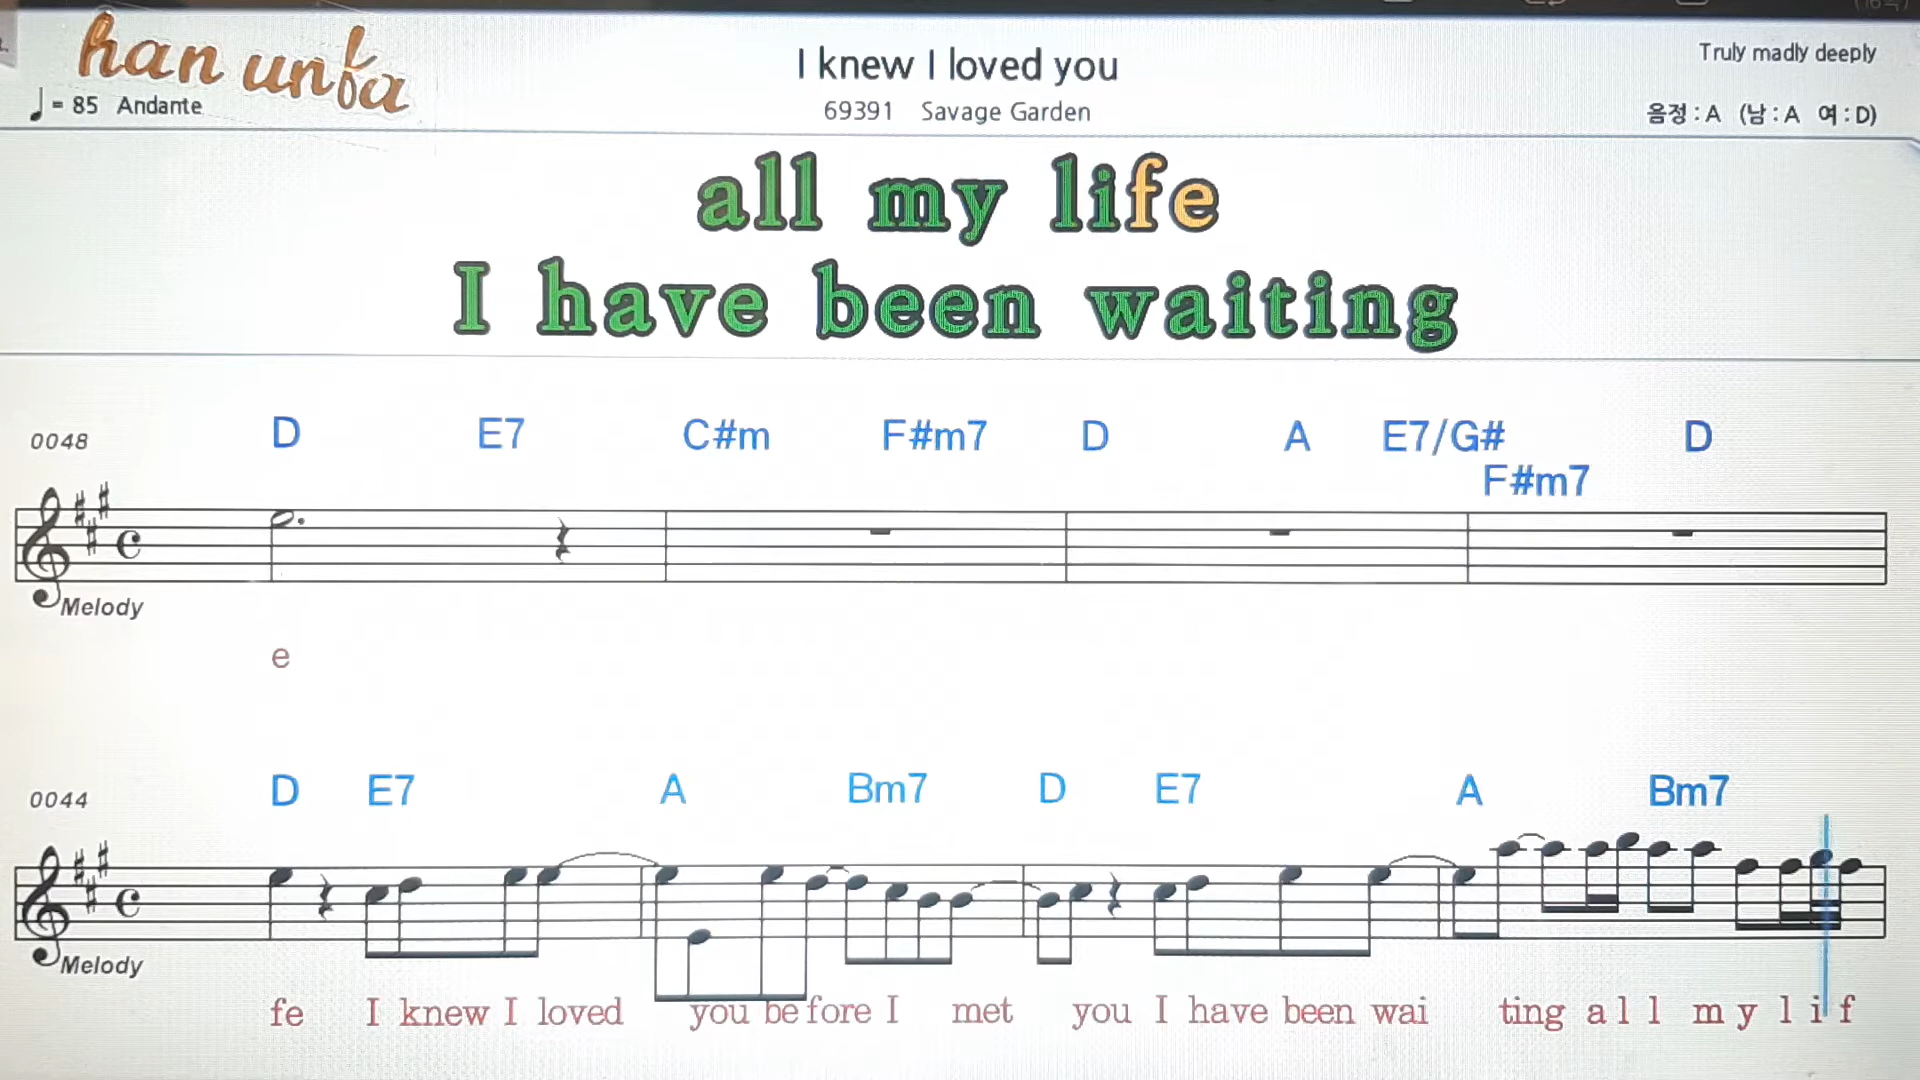 han unfa
I knew I loved you
Truly madly deeply
= 85 Andante
69391 Savage Garden
음정 : A (남 : A 여 : D)
all my life
I have been waiting
0048
D E7 C#m F#m7 D A E7/G# F#m7 D
Melody
e
0044
D E7 A Bm7 D E7 A Bm7
Melody
fe I knew I loved you be fore I met you I have been wai ting a l l m y l i f